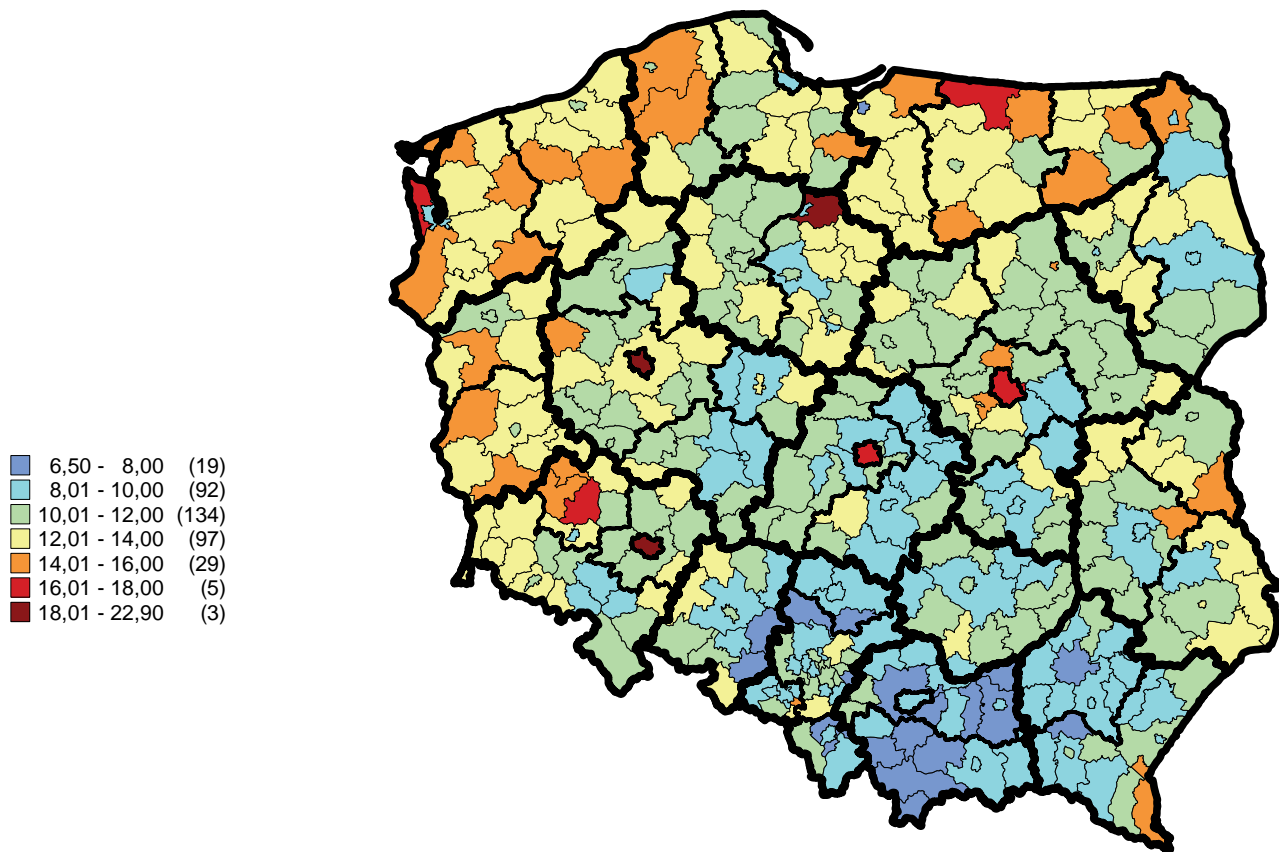 6,50 - 8,00 (19)
8,01 - 10,00 (92)
10,01 - 12,00 (134)
12,01 - 14,00 (97)
14,01 - 16,00 (29)
16,01 - 18,00 (5)
18,01 - 22,90 (3)